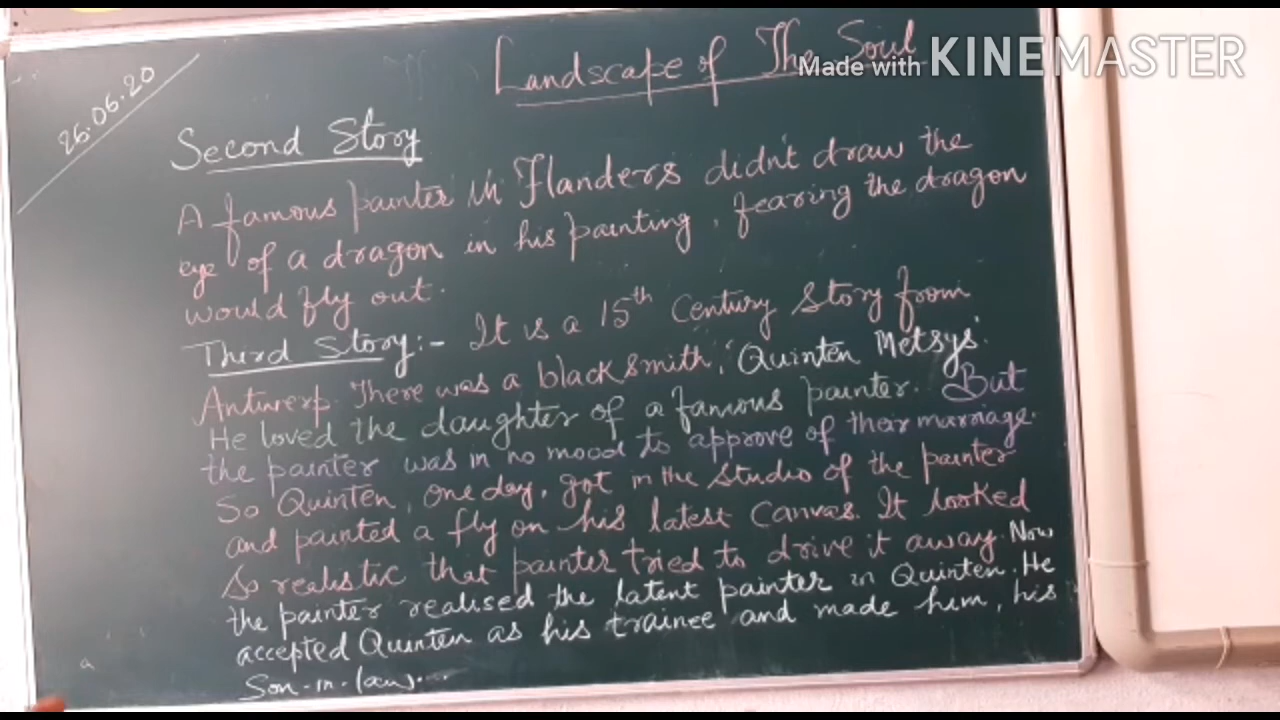 Landscape of The Soul
Made with KINEMASTER
26.06.20
Second Story
A famous painter in Flanders didn't draw the
eye of a dragon in his painting, fearing the dragon
would fly out.
Third Story:- It is a 15th Century Story from
Antwerp. There was a blacksmith, 'Quinten Metsys'.
He loved the daughter of a famous painter. But
the painter was in no mood to approve of their marriage.
So Quinten, one day, got in the studio of the painter
and painted a fly on his latest canvas. It looked
so realistic that painter tried to drive it away. Now
the painter realised the latent painter in Quinten. He
accepted Quinten as his trainee and made him, his
Son-in-law....